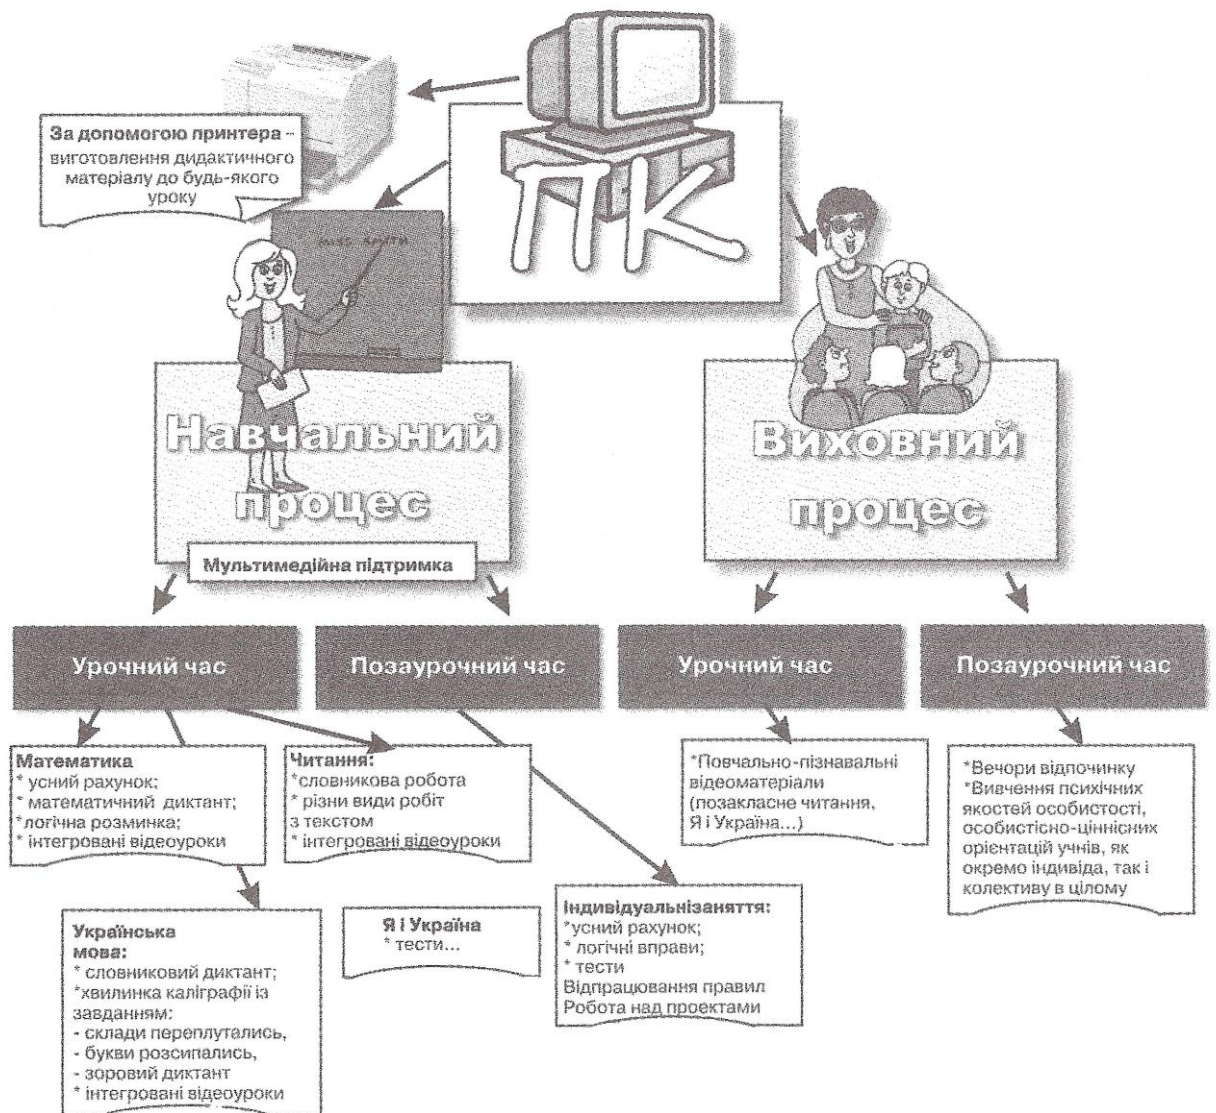 За допомогою принтера –
виготовлення дидактичного
матеріалу до будь-якого
уроку
ПК
MISS SMITH
Навчальний
процес
Мультимедійна підтримка
Виховний
процес
Урочний час
Позаурочний час
Урочний час
Позаурочний час
Математика
* усний рахунок;
* математичний диктант;
*логічна розминка;
* інтегровані відеоуроки
Читання:
*словникова робота
* різни види робіт
з текстом
* інтегровані відеоуроки
*Повчально-пізнавальні
відеоматеріали
(позакласне читання,
Я і Україна...)
*Вечори відпочинку
*Вивчення психічних
якостей особистості,
особистісно-ціннісних
орієнтацій учнів, як
окремо індивіда, так і
колективу в цілому
Українська
мова:
* словниковий диктант;
*хвилинка каліграфії із
завданням:
- склади переплутались,
- букви розсипались,
- зоровий диктант
* інтегровані відеоуроки
Я і Україна
* тести...
Індивідуальнізаняття:
*усний рахунок;
* логічні вправи;
* тести
Відпрацювання правил
Робота над проектами